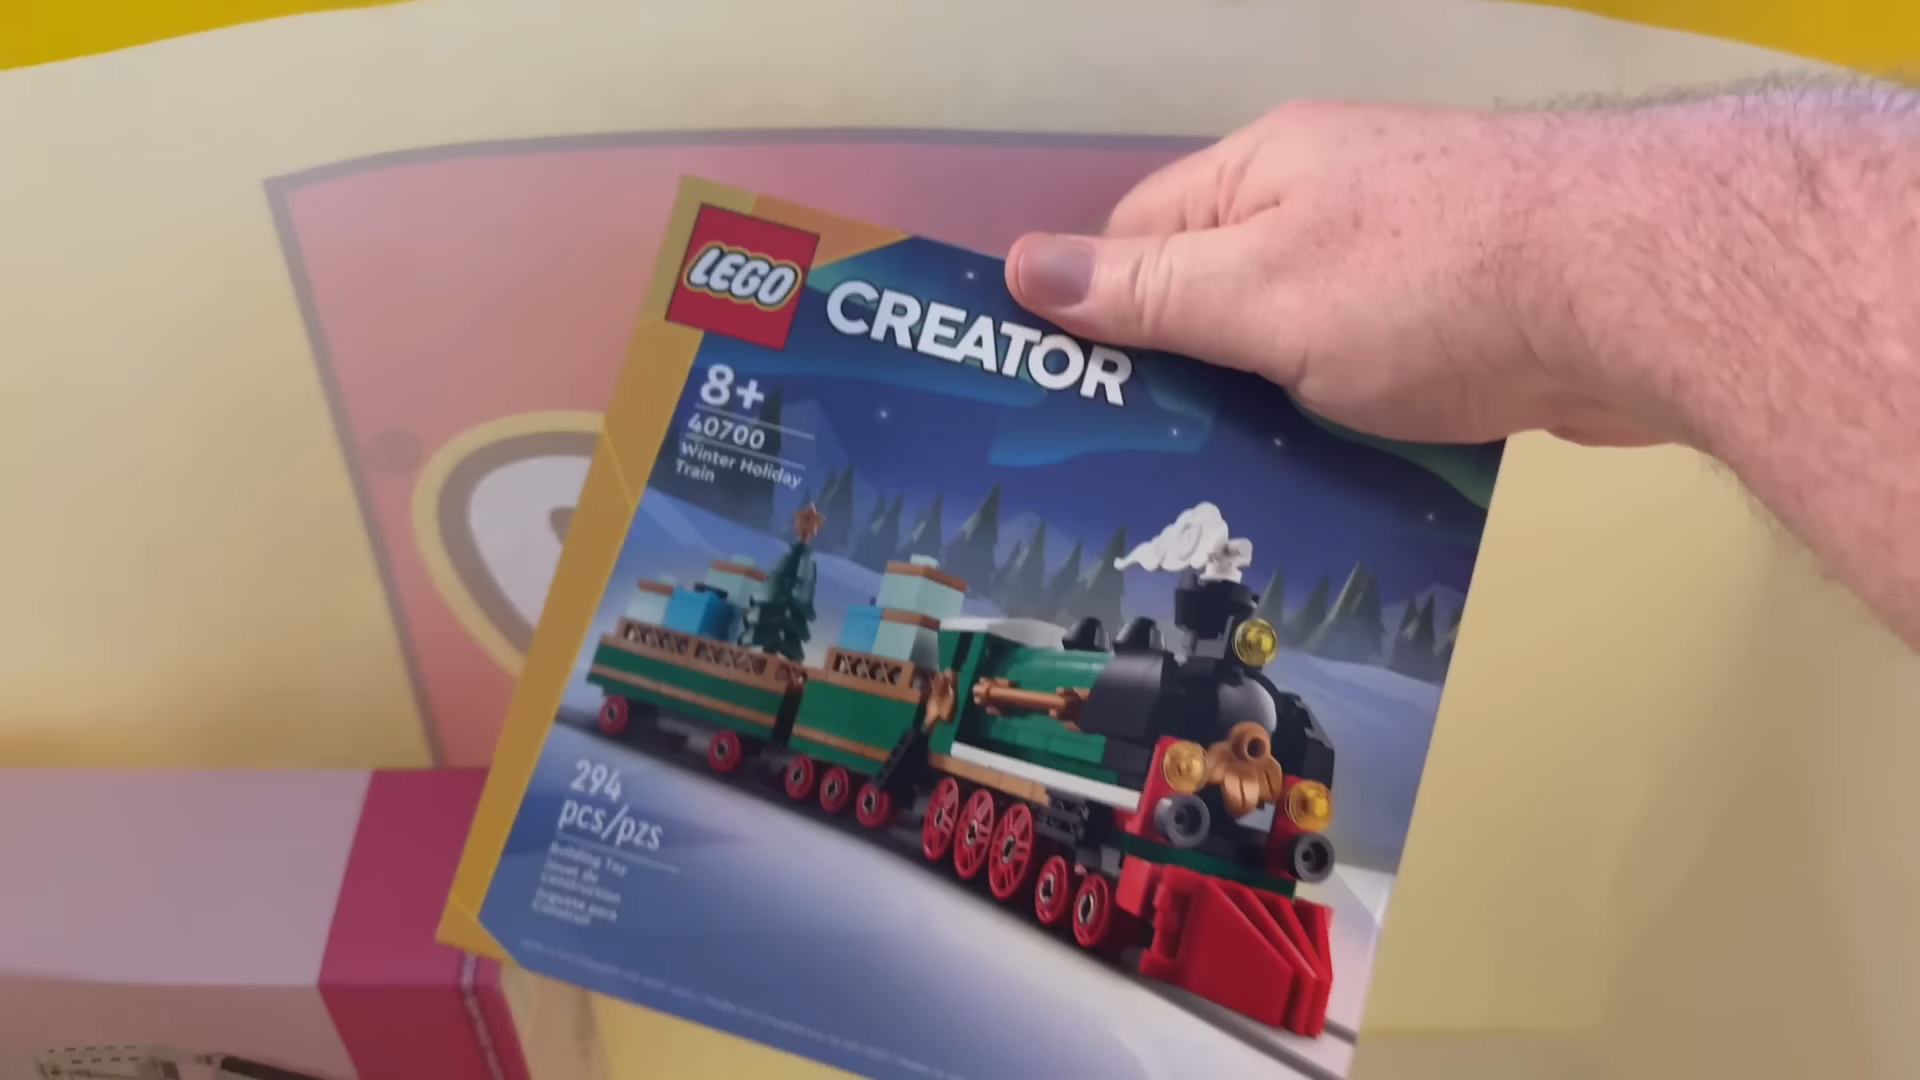 LEGO
CREATOR
8+
40700
Winter Holiday
Train
294
pcs/pzs
Building Toy
Jouet de
construction
Juguete para
Construir